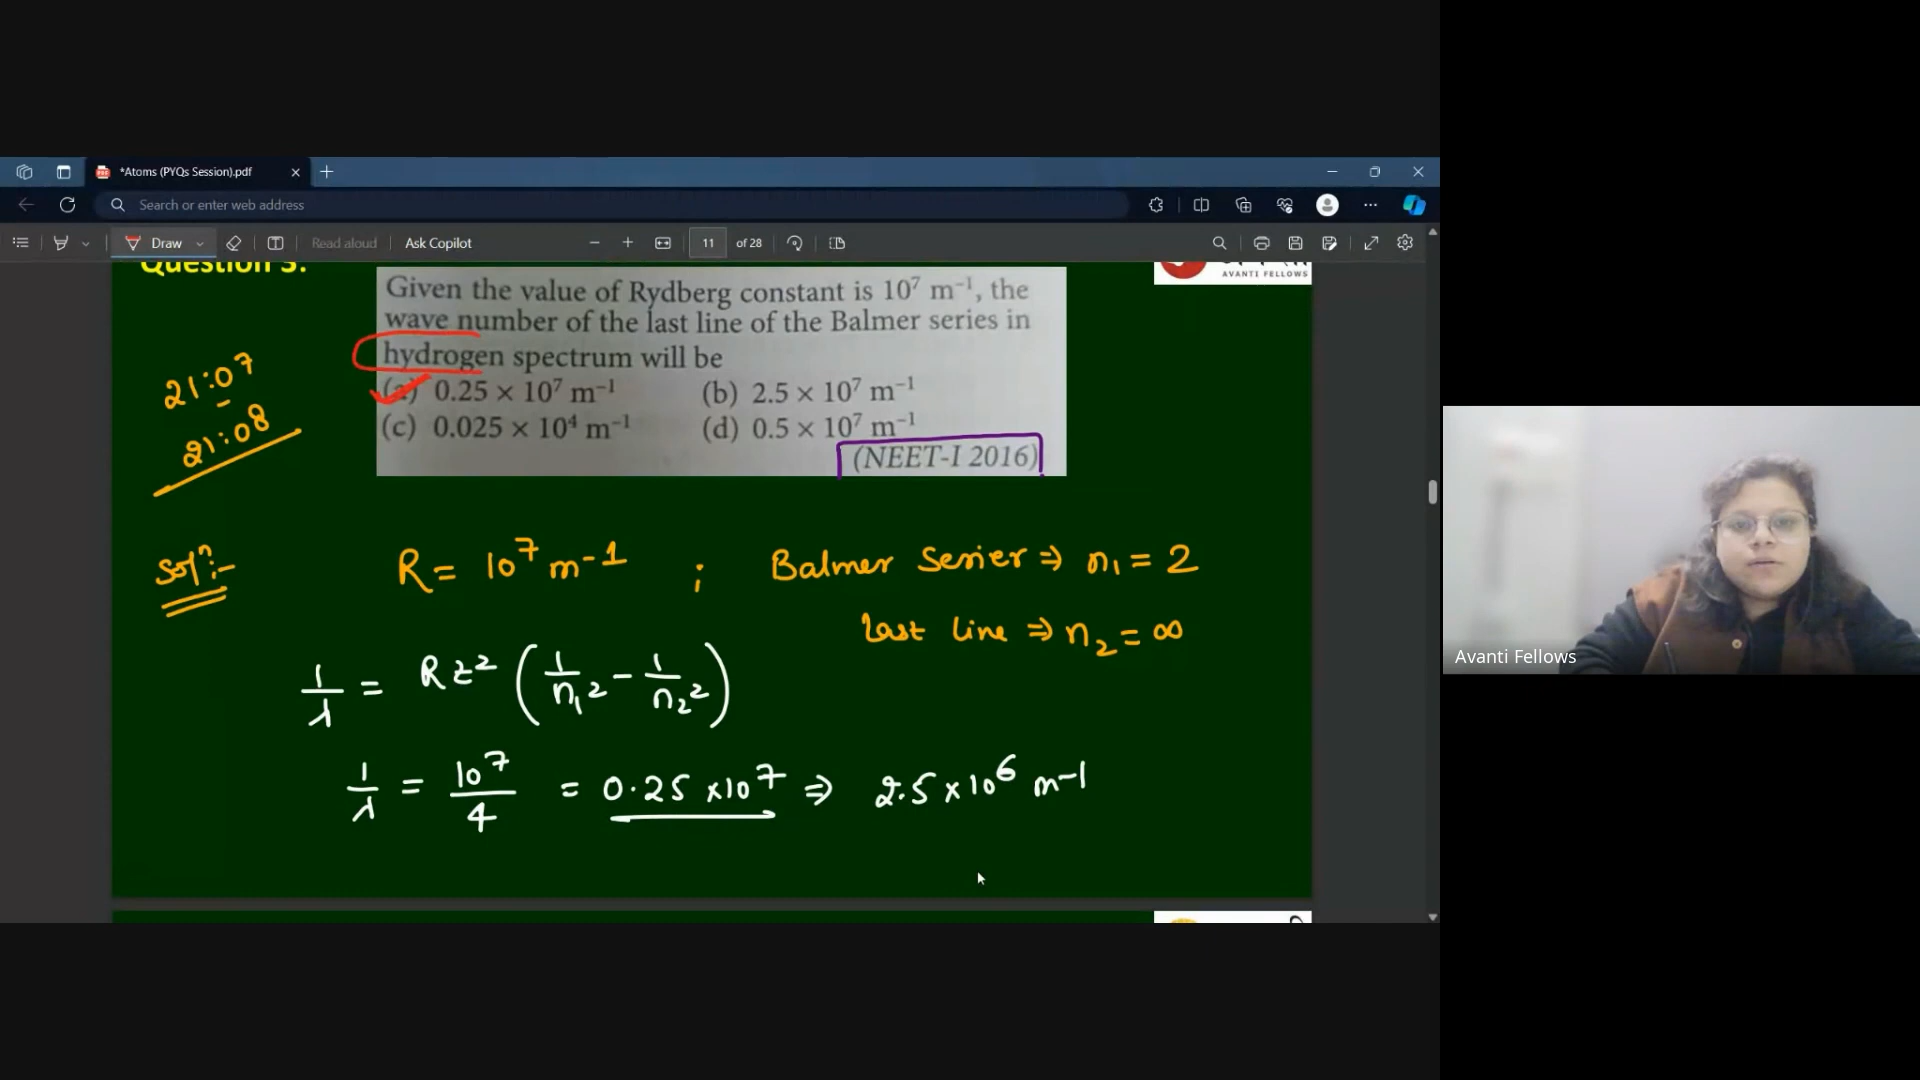 *Atoms (PYQs Session).pdf
Search or enter web address
Draw
Read aloud
Ask Copilot
11 of 28
Question 3:
AVANTI FELLOWS
Given the value of Rydberg constant is 10⁷ m⁻¹, the
wave number of the last line of the Balmer series in
hydrogen spectrum will be
(a) 0.25 × 10⁷ m⁻¹ (b) 2.5 × 10⁷ m⁻¹
(c) 0.025 × 10⁴ m⁻¹ (d) 0.5 × 10⁷ m⁻¹
(NEET-I 2016)
21:07
21:08
Solⁿ:-
R = 10⁷ m-1 ; Balmer Serier ⇒ n₁ = 2
last line ⇒ n₂ = ∞
1/λ = Rz² (1/n₁² - 1/n₂²)
1/λ = 10⁷/4 = 0.25 × 10⁷ ⇒ 2.5 × 10⁶ m-1
Avanti Fellows